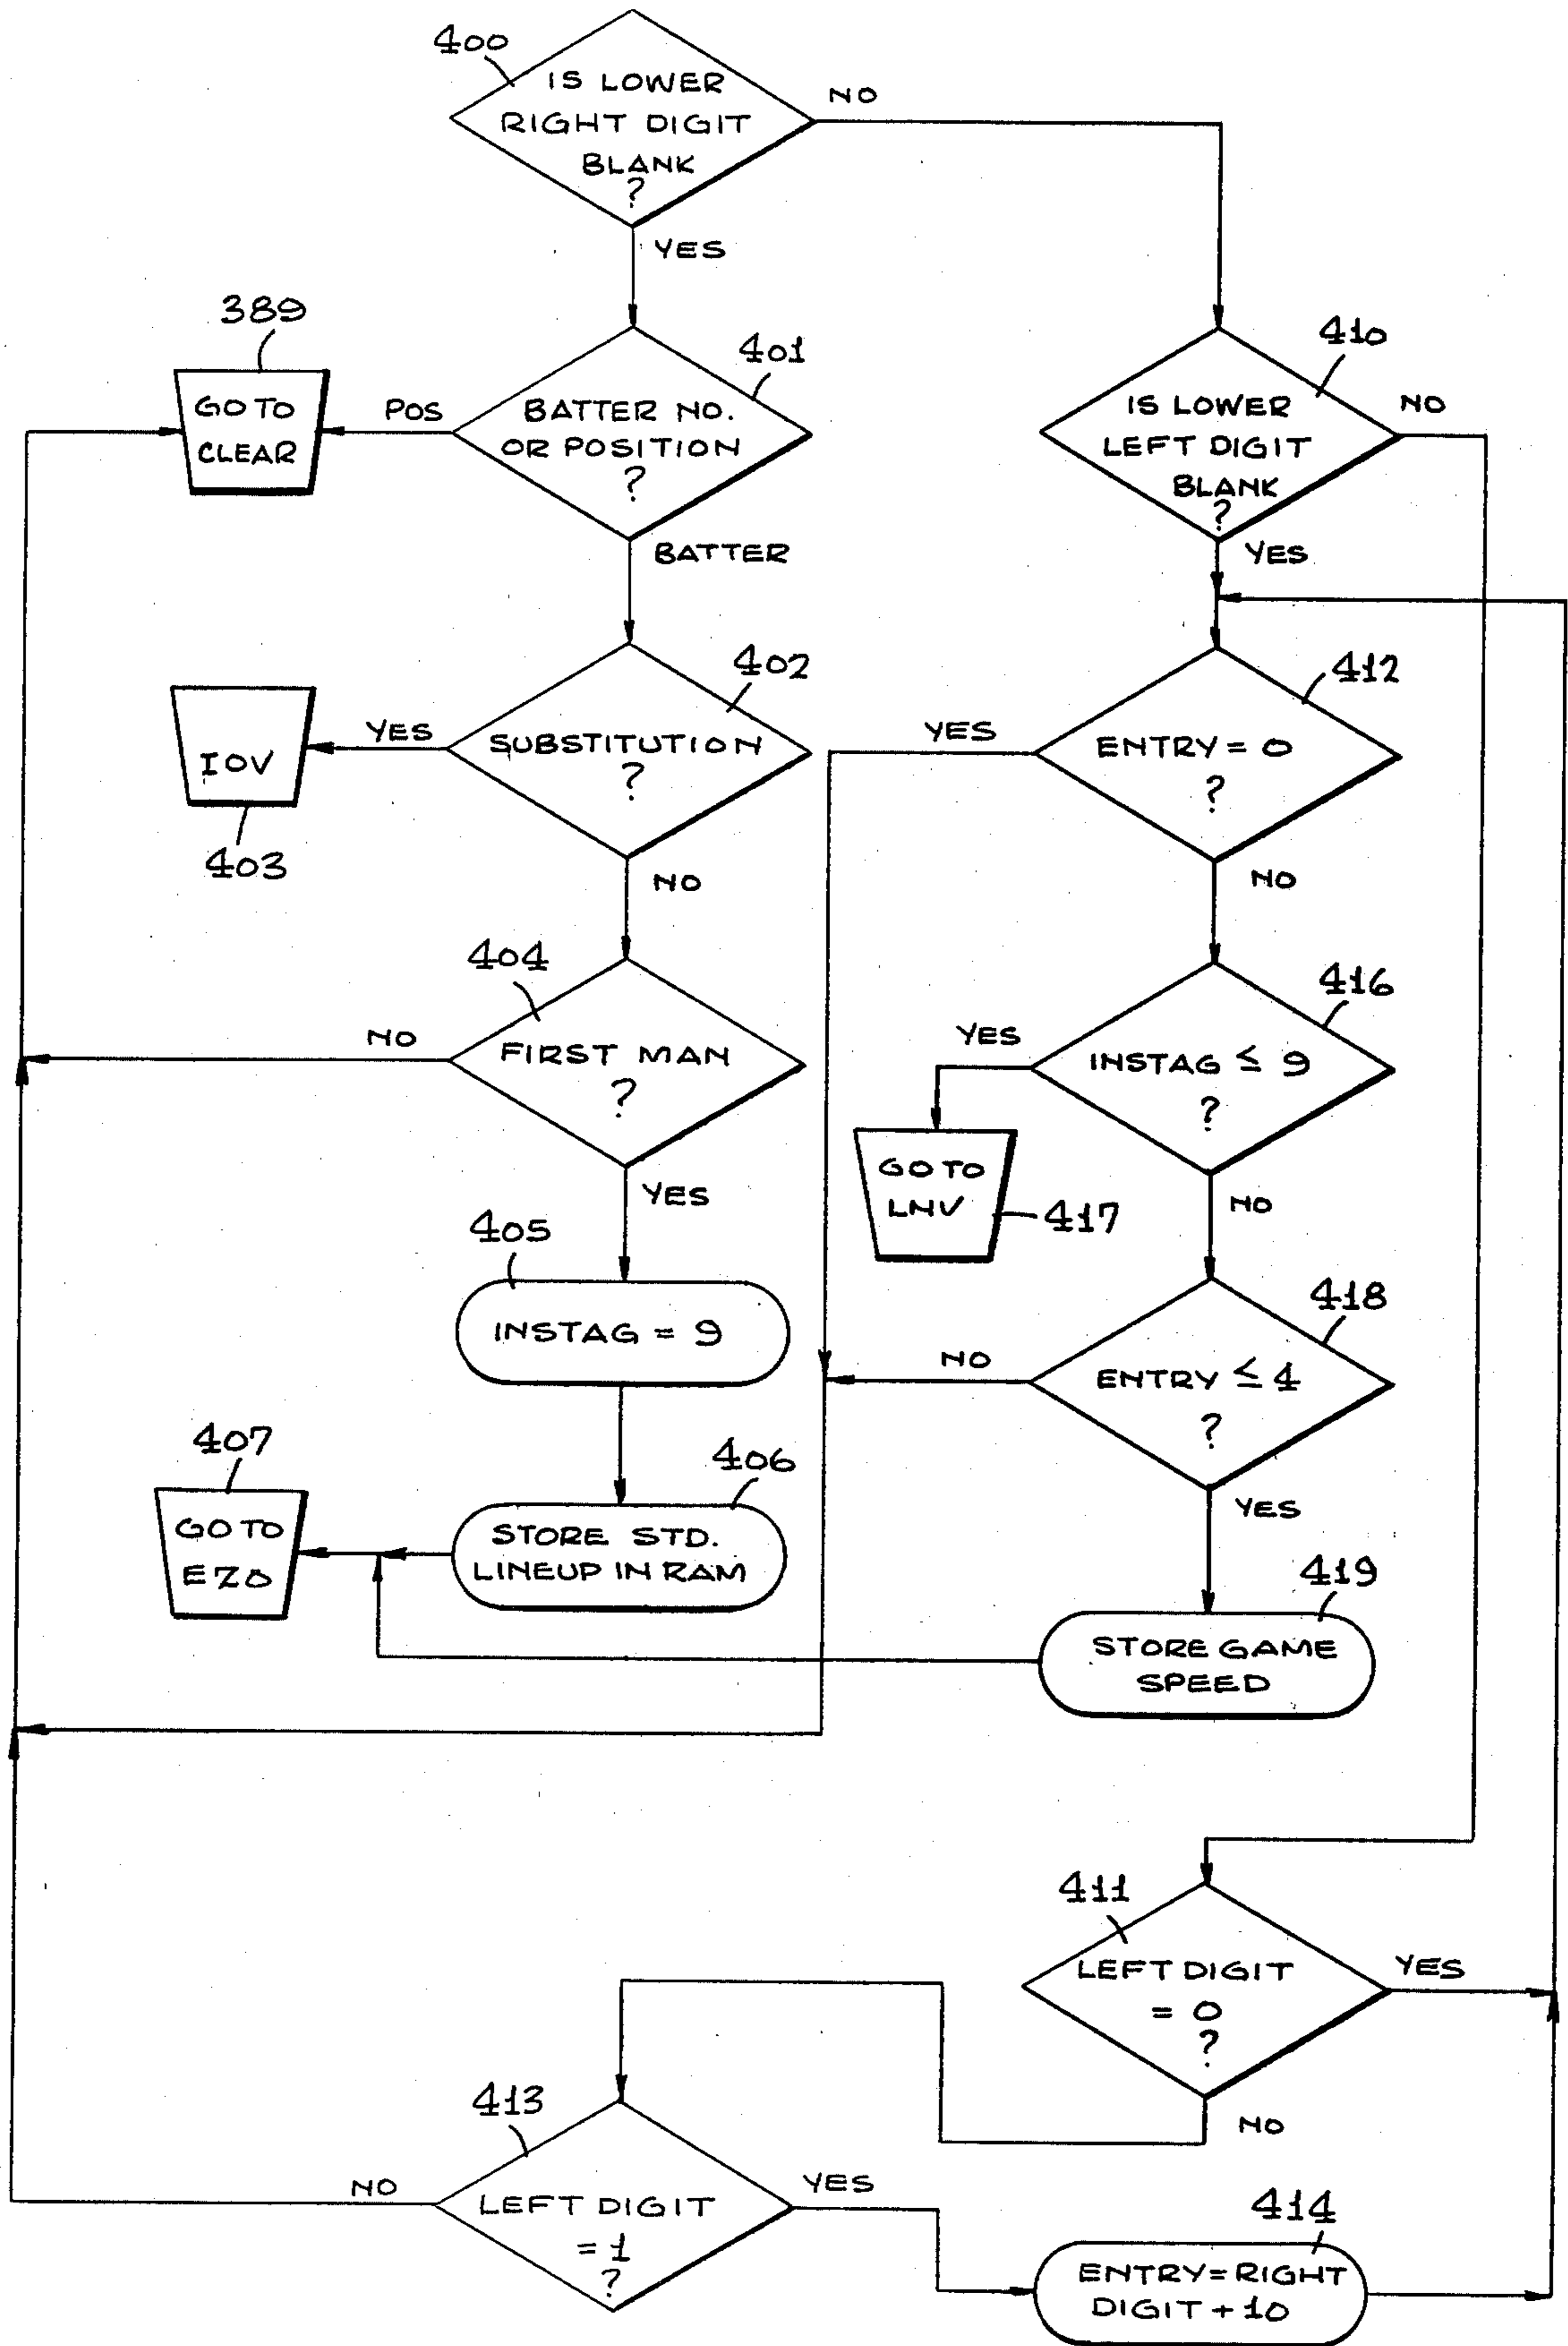 400
IS LOWER
RIGHT DIGIT
BLANK
?
NO
YES
389
GO TO
CLEAR
POS
401
BATTER NO.
OR POSITION
?
BATTER
410
IS LOWER
LEFT DIGIT
BLANK
?
NO
YES
402
SUBSTITUTION
?
YES
IOV
403
NO
412
ENTRY = 0
?
YES
NO
404
FIRST MAN
?
NO
YES
416
INSTAG ≤ 9
?
YES
GO TO
LNV
417
NO
405
INSTAG = 9
418
ENTRY ≤ 4
?
NO
YES
407
GO TO
EZO
406
STORE STD.
LINEUP IN RAM
419
STORE GAME
SPEED
411
LEFT DIGIT
= 0
?
YES
NO
413
LEFT DIGIT
= 1
?
NO
YES
414
ENTRY = RIGHT
DIGIT + 10